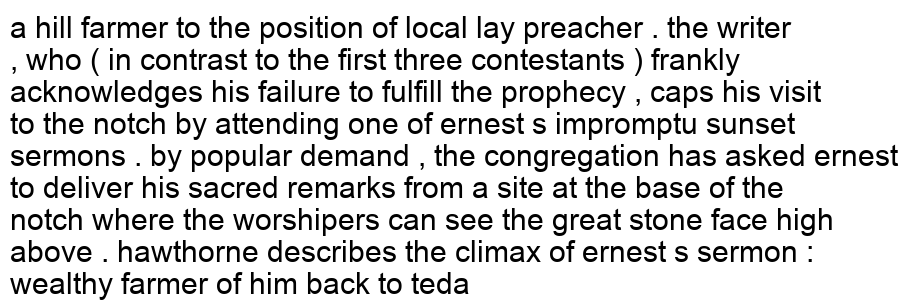 a hill farmer to the position of local lay preacher . the writer
, who ( in contrast to the first three contestants ) frankly
acknowledges his failure to fulfill the prophecy , caps his visit
to the notch by attending one of ernest s impromptu sunset
sermons . by popular demand , the congregation has asked ernest
to deliver his sacred remarks from a site at the base of the
notch where the worshipers can see the great stone face high
above . hawthorne describes the climax of ernest s sermon :
wealthy farmer of him back to teda